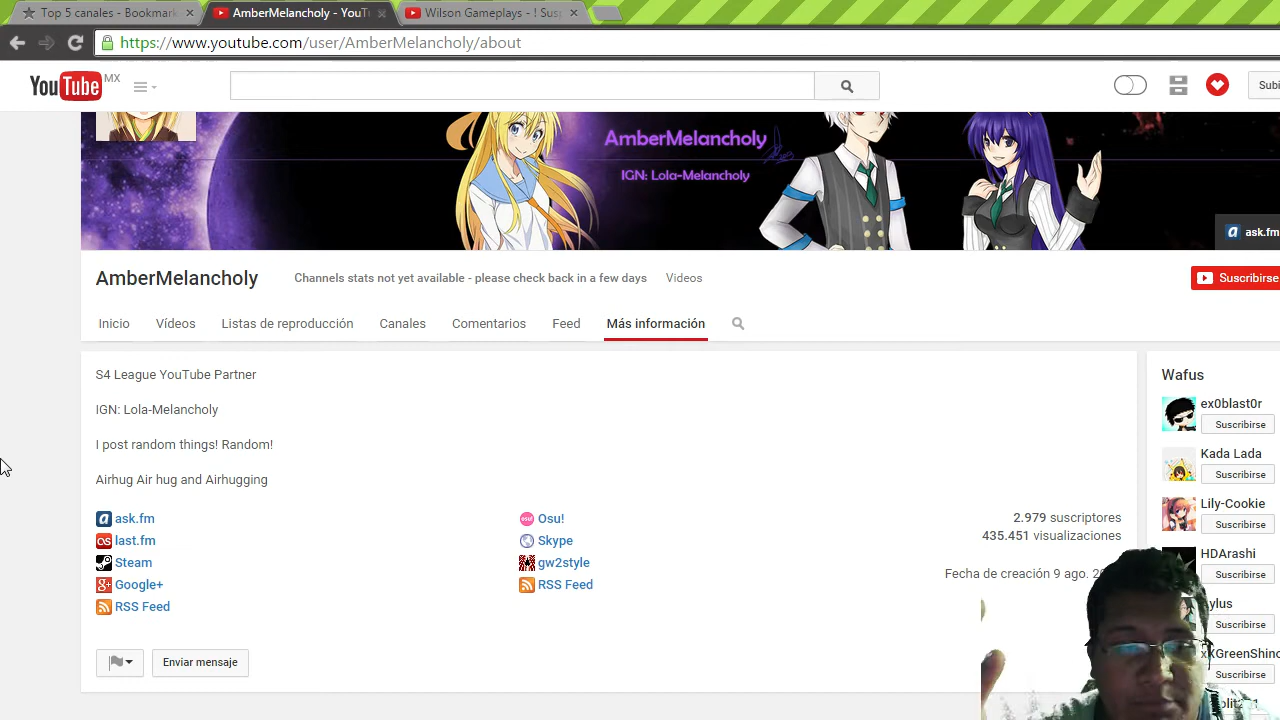 Top 5 canales - Bookmark
AmberMelancholy - YouT
Wilson Gameplays - ! Sus
https://www.youtube.com/user/AmberMelancholy/about
YouTube MX
Subi
AmberMelancholy
IGN: Lola-Melancholy
ask.fm
AmberMelancholy Channels stats not yet available - please check back in a few days Videos
Suscribirse
Inicio Vídeos Listas de reproducción Canales Comentarios Feed Más información
S4 League YouTube Partner
IGN: Lola-Melancholy
I post random things! Random!
Airhug Air hug and Airhugging
ask.fm Osu!
last.fm Skype
Steam gw2style
Google+ RSS Feed
RSS Feed
2.979 suscriptores
435.451 visualizaciones
Fecha de creación 9 ago.
Enviar mensaje
Wafus
ex0blast0r
Suscribirse
Kada Lada
Suscribirse
Lily-Cookie
Suscribirse
HDArashi
Suscribirse
Suscribirse
xXGreenShino
Suscribirse